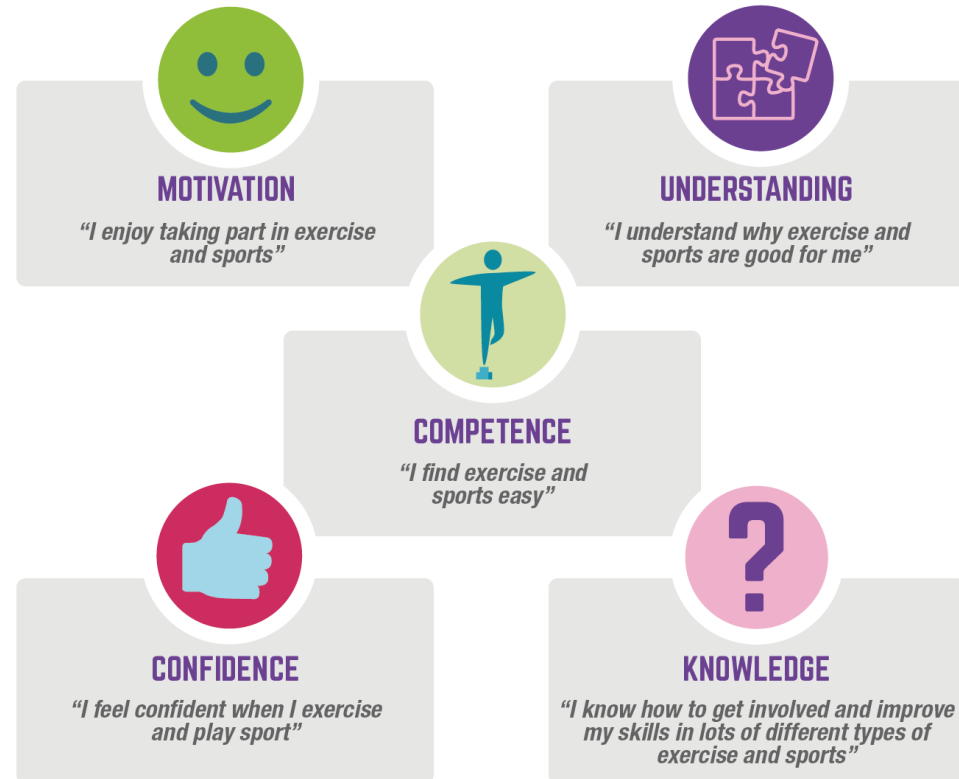 MOTIVATION
“I enjoy taking part in exercise
and sports”
UNDERSTANDING
“I understand why exercise and
sports are good for me”
COMPETENCE
“I find exercise and
sports easy”
CONFIDENCE
“I feel confident when I exercise
and play sport”
?
KNOWLEDGE
“I know how to get involved and improve
my skills in lots of different types of
exercise and sports”